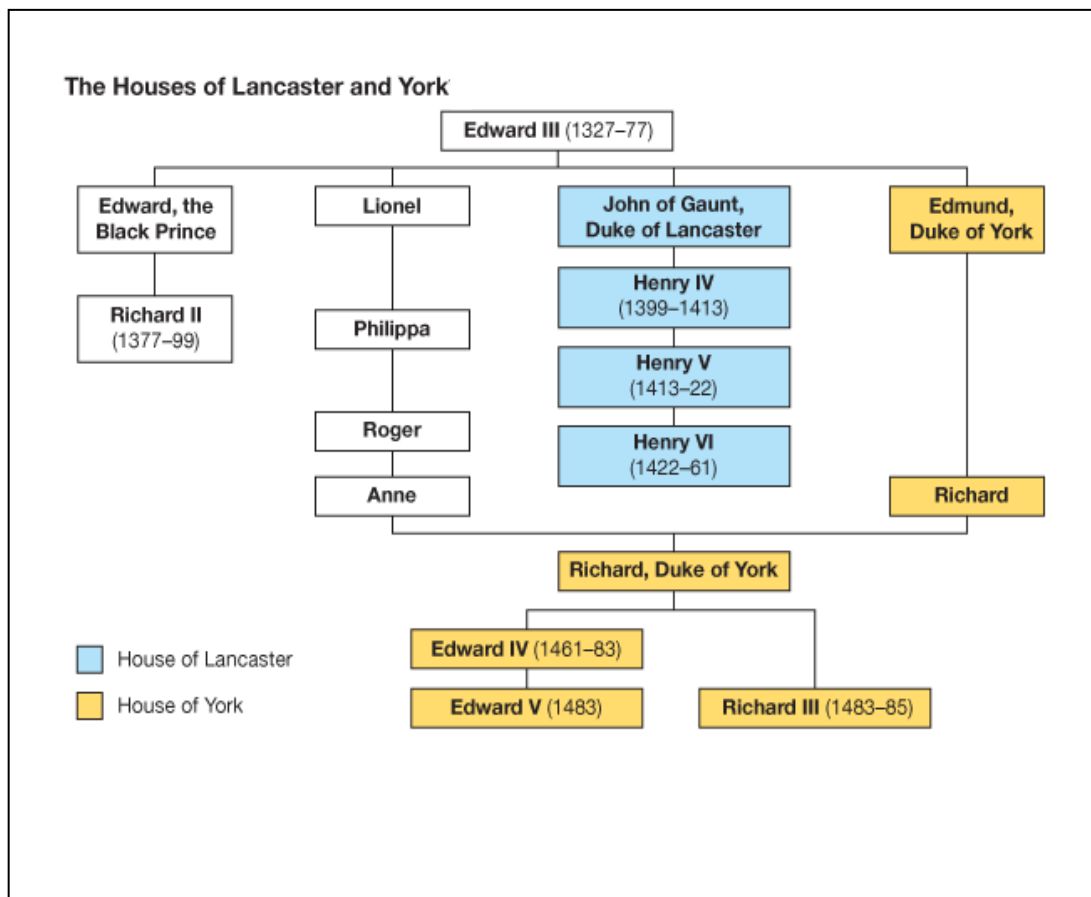 The Houses of Lancaster and York
Edward III (1327–77)
Edward, the
Black Prince
Lionel
John of Gaunt,
Duke of Lancaster
Edmund,
Duke of York
Richard II
(1377–99)
Philippa
Henry IV
(1399–1413)
Henry V
(1413–22)
Roger
Henry VI
(1422–61)
Anne
Richard
Richard, Duke of York
Edward IV (1461–83)
Edward V (1483)
Richard III (1483–85)
House of Lancaster
House of York